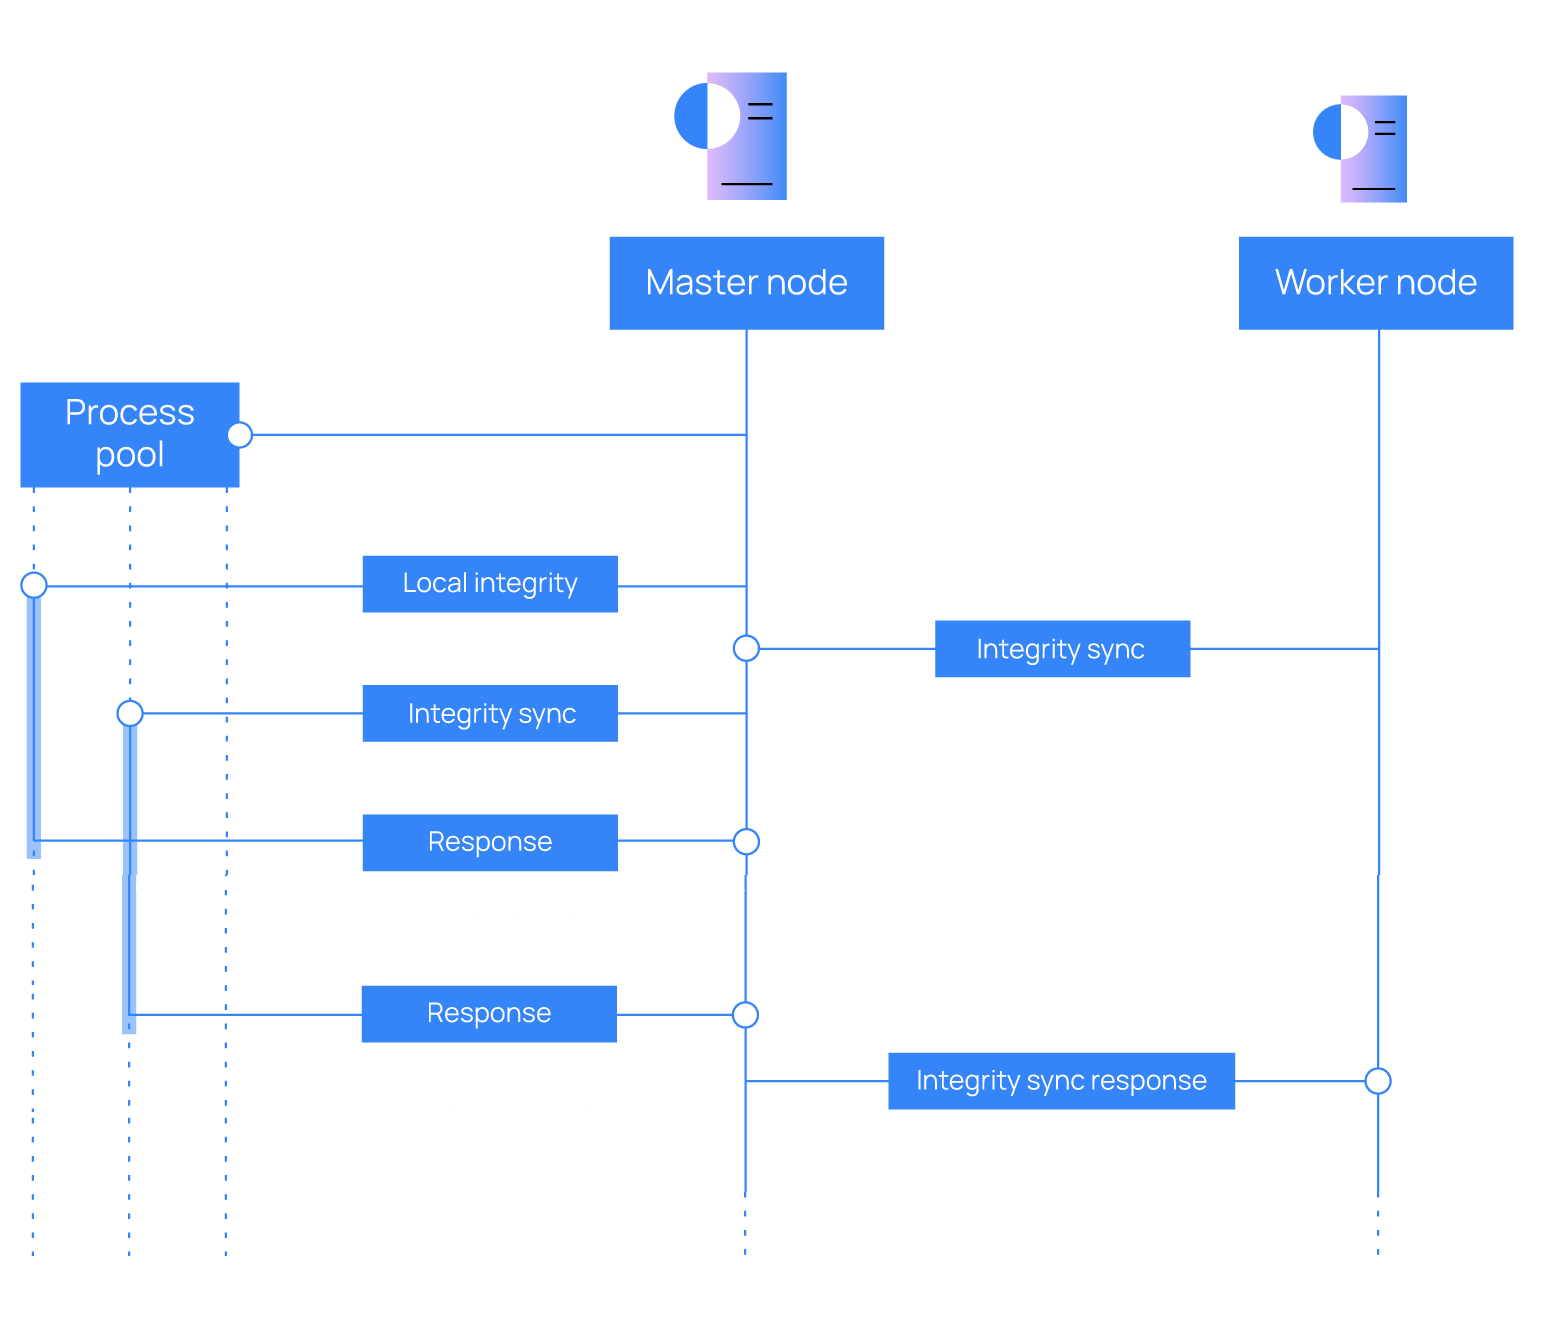 Master node
Worker node
Process
pool
Local integrity
Integrity sync
Integrity sync
Response
Response
Integrity sync response